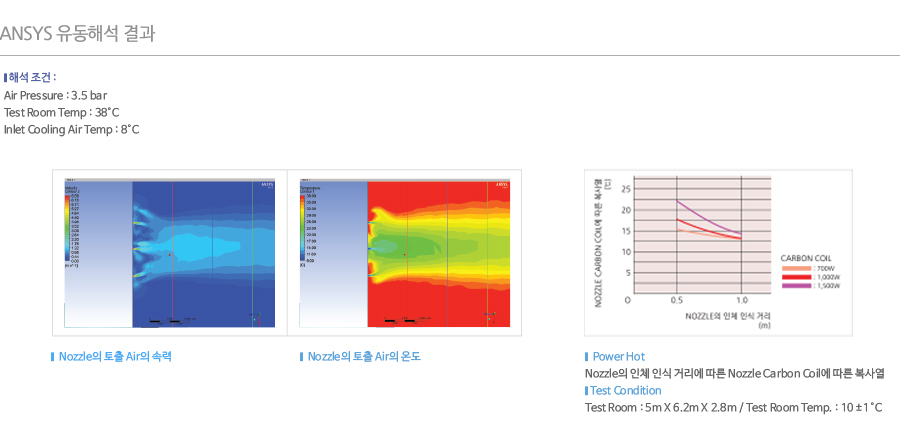 ANSYS 유동해석 결과
해석 조건 :
Air Pressure : 3.5 bar
Test Room Temp : 38˚C
Inlet Cooling Air Temp : 8˚C
ANSYS
ANSYS
NOZZLE CARBON COIL에 따른 복사열
[℃]
25
20
15
10
5
O
0.5
1.0
NOZZLE의 인체 인식 거리
(m)
CARBON COIL
: 700W
: 1,000W
: 1,500W
Nozzle의 토출 Air의 속력
Nozzle의 토출 Air의 온도
Power Hot
Nozzle의 인체 인식 거리에 따른 Nozzle Carbon Coil에 따른 복사열
Test Condition
Test Room : 5m X 6.2m X 2.8m / Test Room Temp. : 10 ±1˚C